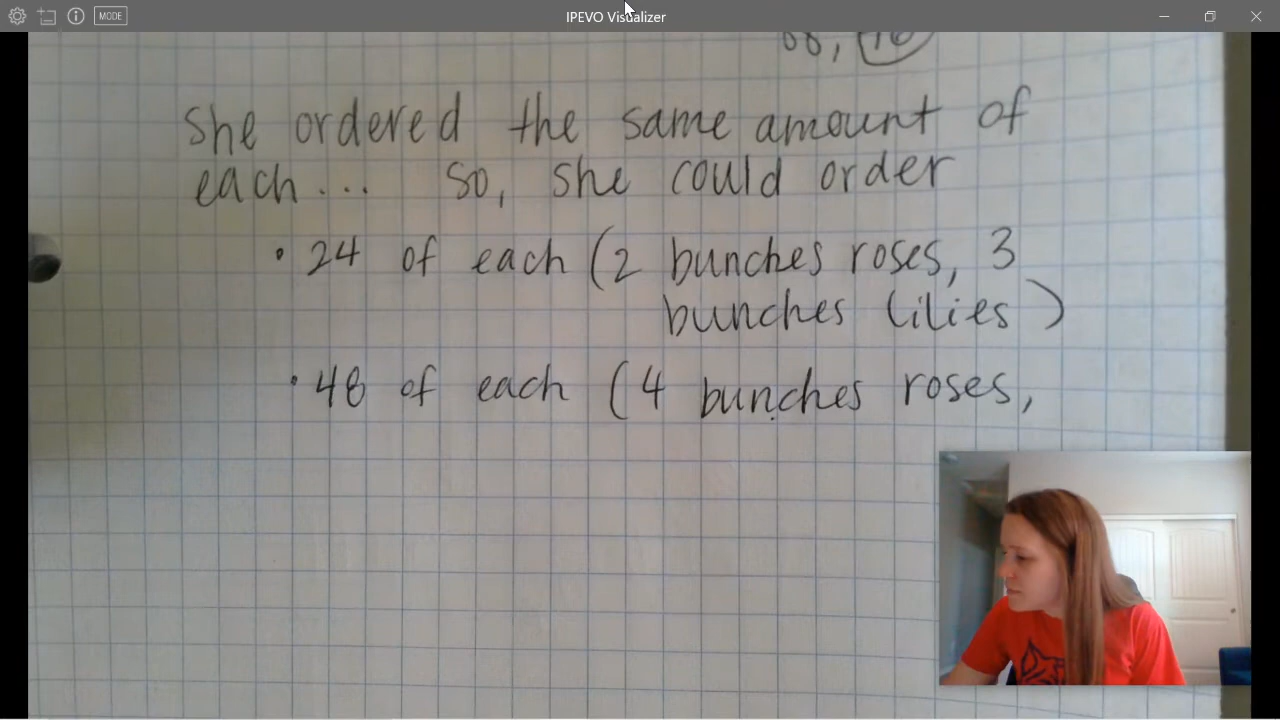 MODE
IPEVO Visualizer
She ordered the same amount of
each... So, she could order
• 24 of each (2 bunches roses, 3
bunches lilies)
• 48 of each (4 bunches roses,